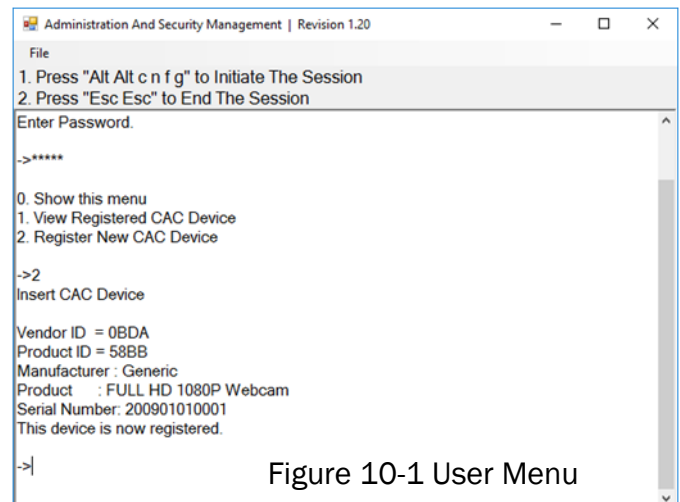 Administration And Security Management | Revision 1.20
File
1. Press "Alt Alt c n f g" to Initiate The Session
2. Press "Esc Esc" to End The Session
Enter Password.
->*****
0. Show this menu
1. View Registered CAC Device
2. Register New CAC Device
->2
Insert CAC Device
Vendor ID = 0BDA
Product ID = 58BB
Manufacturer : Generic
Product : FULL HD 1080P Webcam
Serial Number: 200901010001
This device is now registered.
->
Figure 10-1 User Menu